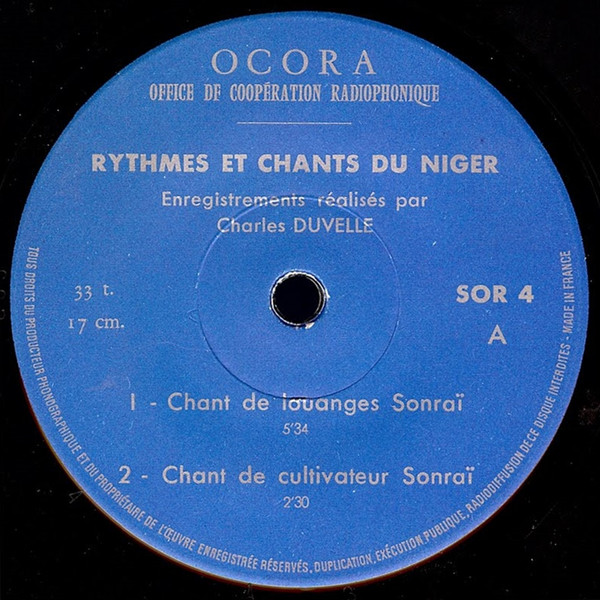 OCORA
OFFICE DE COOPÉRATION RADIOPHONIQUE
RYTHMES ET CHANTS DU NIGER
Enregistrements réalisés par
Charles DUVELLE
33 t.
17 cm.
SOR 4
A
1 - Chant de louanges Sonraï
5'34
2 - Chant de cultivateur Sonraï
2'30
TOUS DROITS DU PRODUCTEUR PHONOGRAPHIQUE ET DU PROPRIÉTAIRE DE L'ŒUVRE ENREGISTRÉE RÉSERVÉS, DUPLICATION, EXÉCUTION PUBLIQUE, RADIODIFFUSION DE CE DISQUE INTERDITES - MADE IN FRANCE